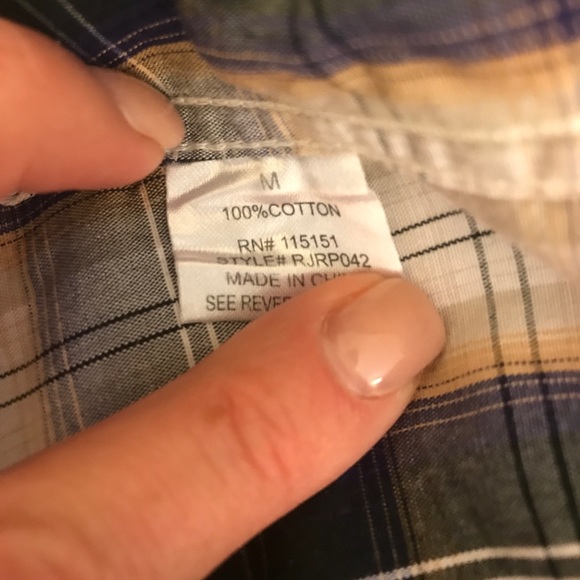 M
100%COTTON
RN# 115151
STYLE# RJRP042
MADE IN
SEE